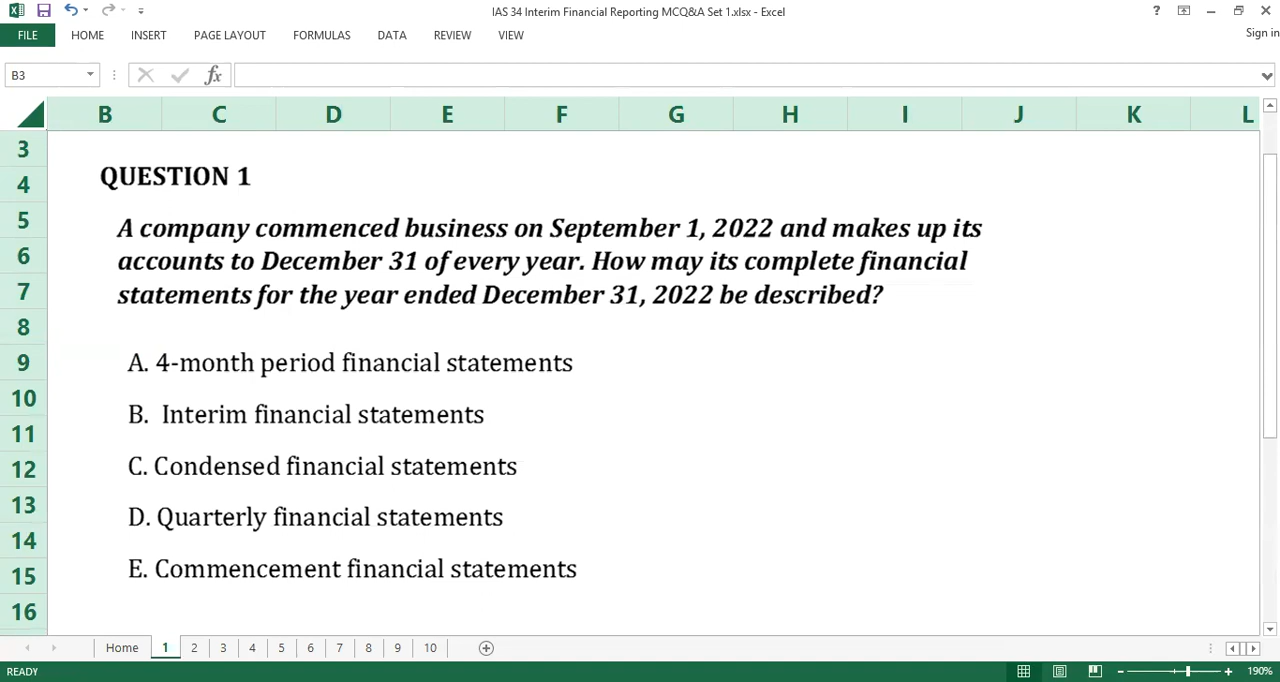 IAS 34 Interim Financial Reporting MCQ&A Set 1.xlsx - Excel
?
Sign in
FILE HOME INSERT PAGE LAYOUT FORMULAS DATA REVIEW VIEW
B3 fx
B C D E F G H I J K L
3
QUESTION 1
4
5
A company commenced business on September 1, 2022 and makes up its
6
accounts to December 31 of every year. How may its complete financial
7
statements for the year ended December 31, 2022 be described?
8
9
A. 4-month period financial statements
10
B. Interim financial statements
11
12
C. Condensed financial statements
13
D. Quarterly financial statements
14
15
E. Commencement financial statements
16
Home 1 2 3 4 5 6 7 8 9 10
READY 190%